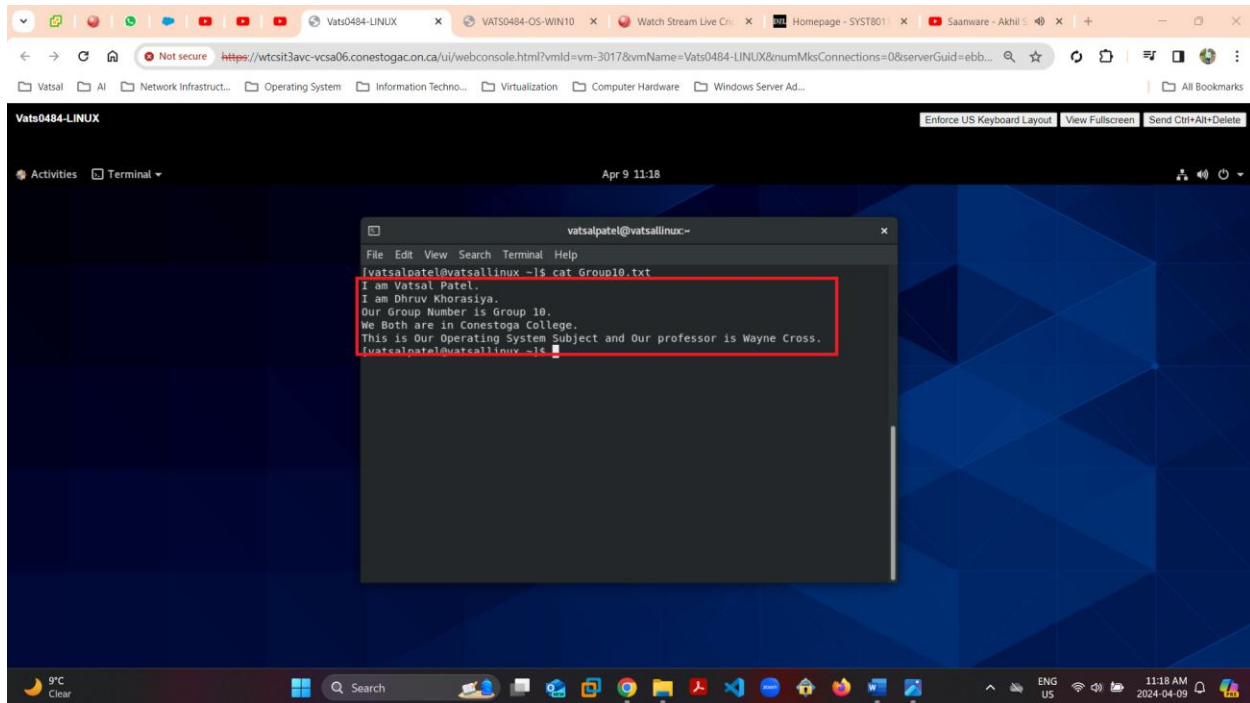 Vats0484-LINUX
VATS0484-OS-WIN10
Watch Stream Live Cric
Homepage - SYST801
Saanware - Akhil S
Not secure https://wtcsit3avc-vcsa06.conestogac.on.ca/ui/webconsole.html?vmId=vm-3017&vmName=Vats0484-LINUX&numMksConnections=0&serverGuid=ebb...
Vatsal AI Network Infrastruct... Operating System Information Techno... Virtualization Computer Hardware Windows Server Ad... All Bookmarks
Vats0484-LINUX Enforce US Keyboard Layout View Fullscreen Send Ctrl+Alt+Delete
Activities Terminal Apr 9 11:18
vatsalpatel@vatsallinux:~
File Edit View Search Terminal Help
[vatsalpatel@vatsallinux ~]$ cat Group10.txt
I am Vatsal Patel.
I am Dhruv Khorasiya.
Our Group Number is Group 10.
We Both are in Conestoga College.
This is Our Operating System Subject and Our professor is Wayne Cross.
[vatsalpatel@vatsallinux ~]$
9°C
Clear
Search
ENG
US
11:18 AM
2024-04-09